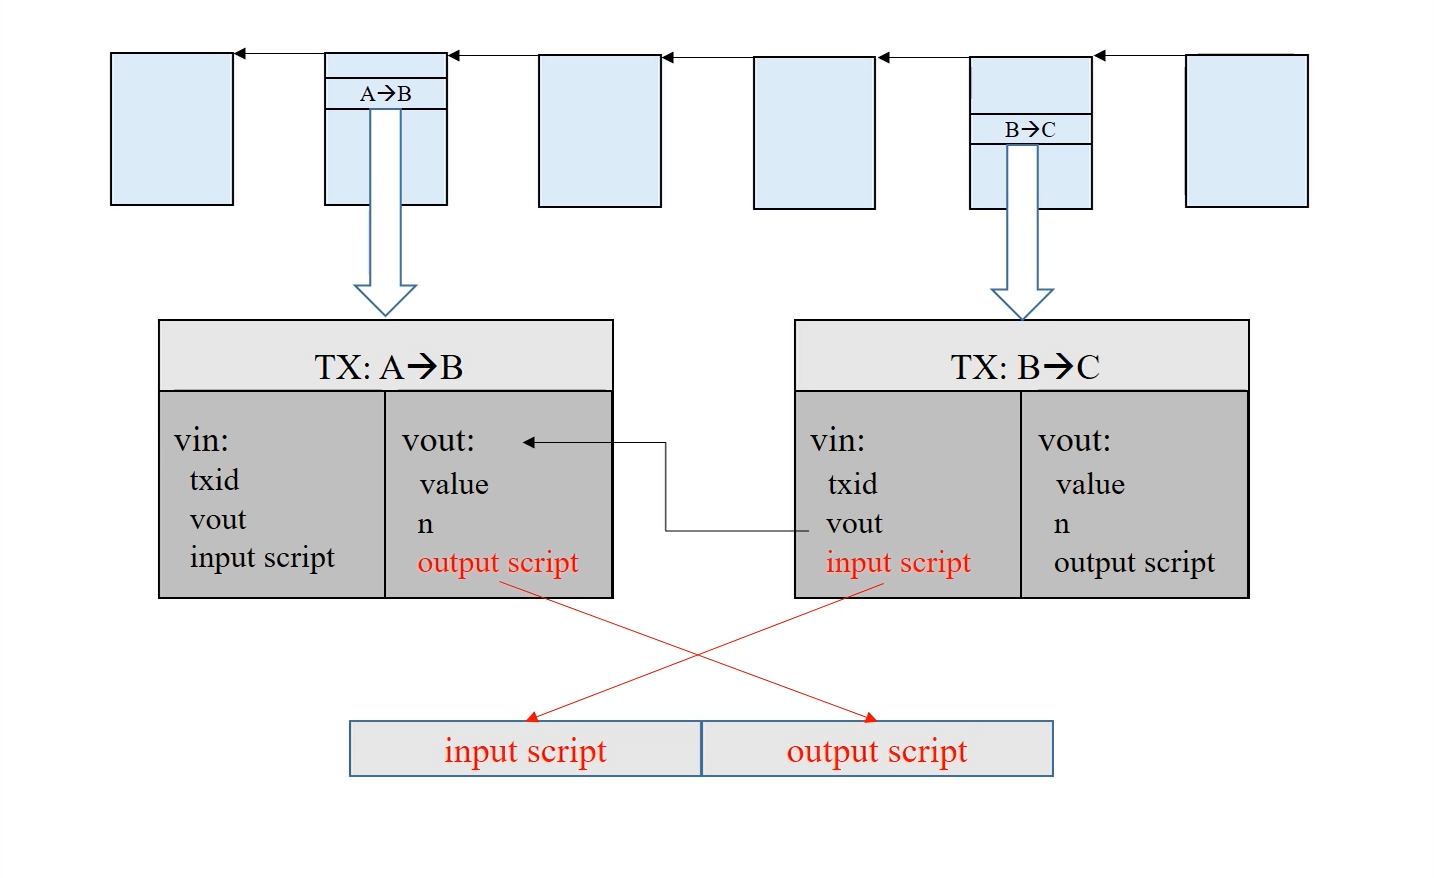 A→B
B→C
TX: A→B
TX: B→C
vin:
txid
vout
input script
vout:
value
n
output script
vin:
txid
vout
input script
vout:
value
n
output script
input script
output script